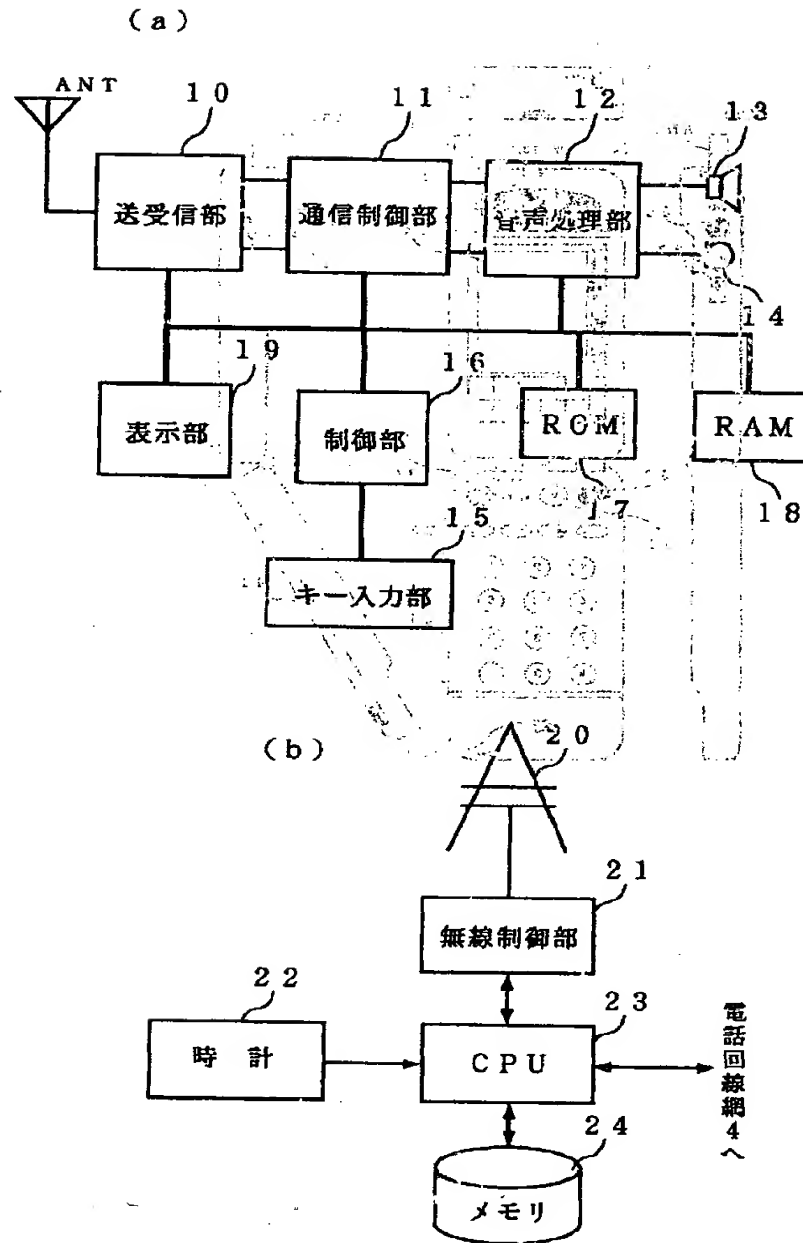 (a)
ANT
10
11
12
13
送受信部
通信制御部
音声処理部
14
19
16
表示部
制御部
ROM
RAM
17
18
15
キー入力部
(b)
20
21
無線制御部
22
23
時計
CPU
電話回線網4へ
24
メモリ